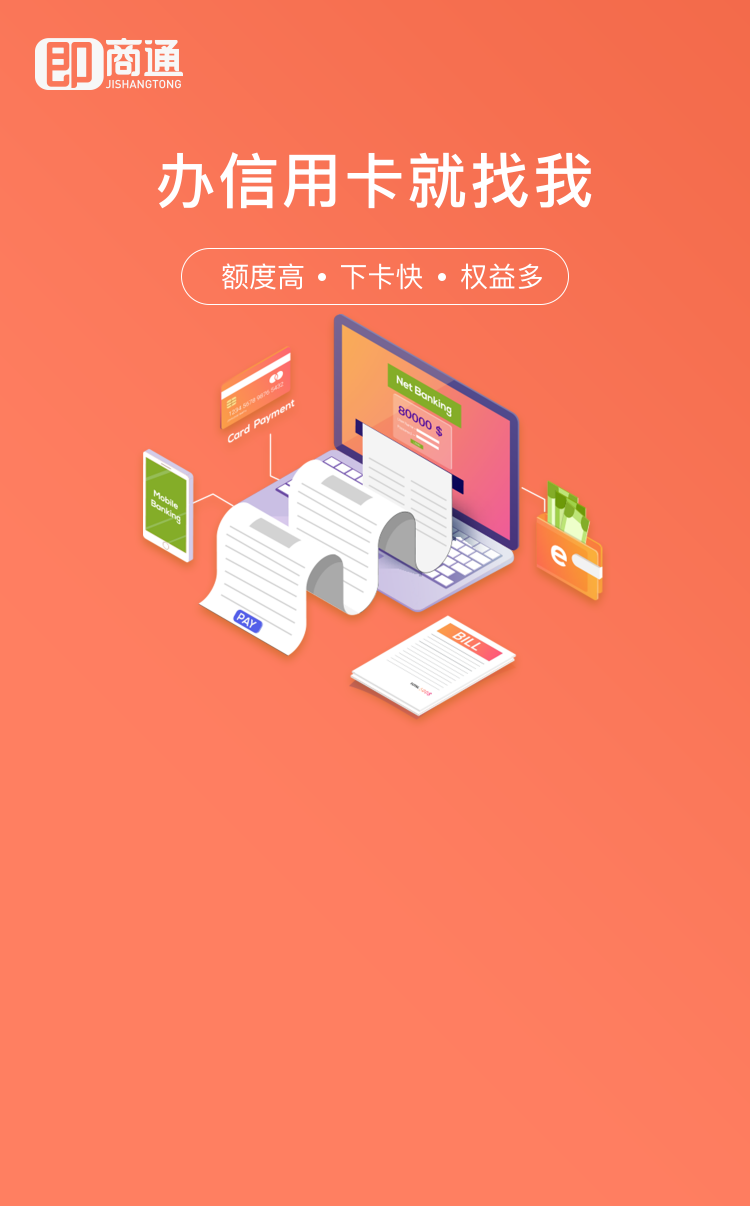 即商通
JISHANGTONG
办信用卡就找我
额度高 • 下卡快 • 权益多
Net Banking
80000 $
Card Payment
Mobile
Banking
e
PAY
BILL